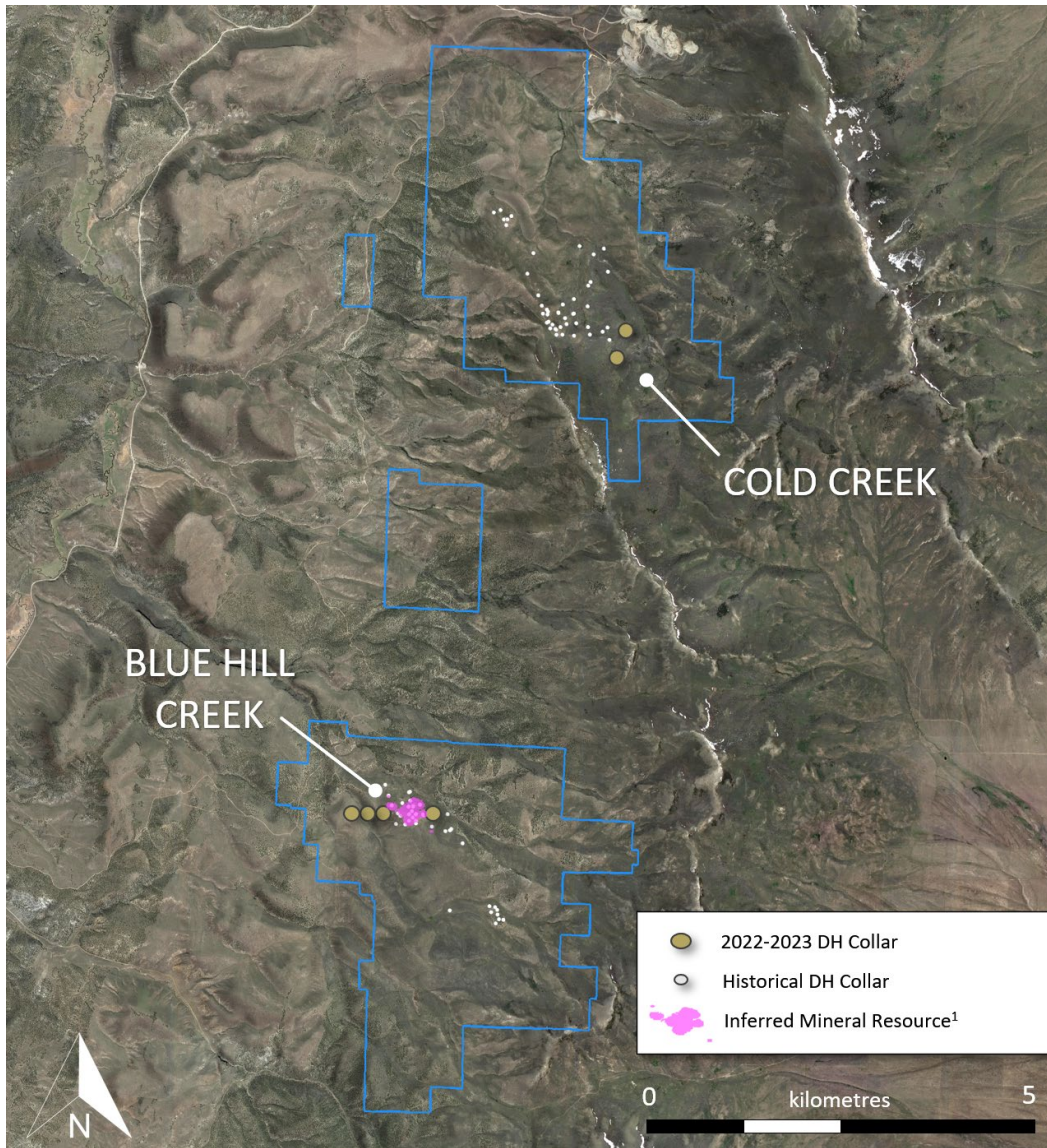 COLD CREEK
BLUE HILL
CREEK
2022-2023 DH Collar
Historical DH Collar
Inferred Mineral Resource¹
N
0 kilometres 5